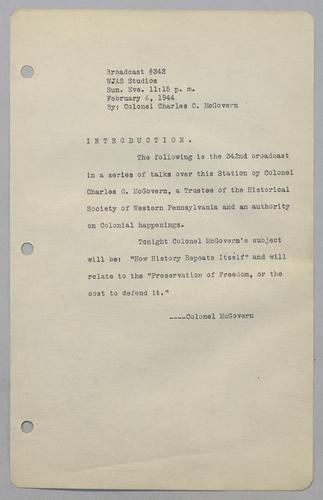 Broadcast #342
WJAS Studios
Sun. Eve. 11:15 p. m.
February 6, 1944
By: Colonel Charles C. McGovern
I N T R O D U C T I O N .
The following is the 342nd broadcast
in a series of talks over this Station by Colonel
Charles C. McGovern, a Trustee of the Historical
Society of Western Pennsylvania and an authority
on Colonial happenings.
Tonight Colonel McGovern's subject
will be: "How History Repeats Itself" and will
relate to the "Preservation of Freedom, or the
cost to defend it."
----Colonel McGovern